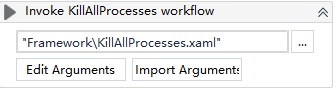 Invoke KillAllProcesses workflow
"Framework\KillAllProcesses.xaml"
...
Edit Arguments
Import Arguments